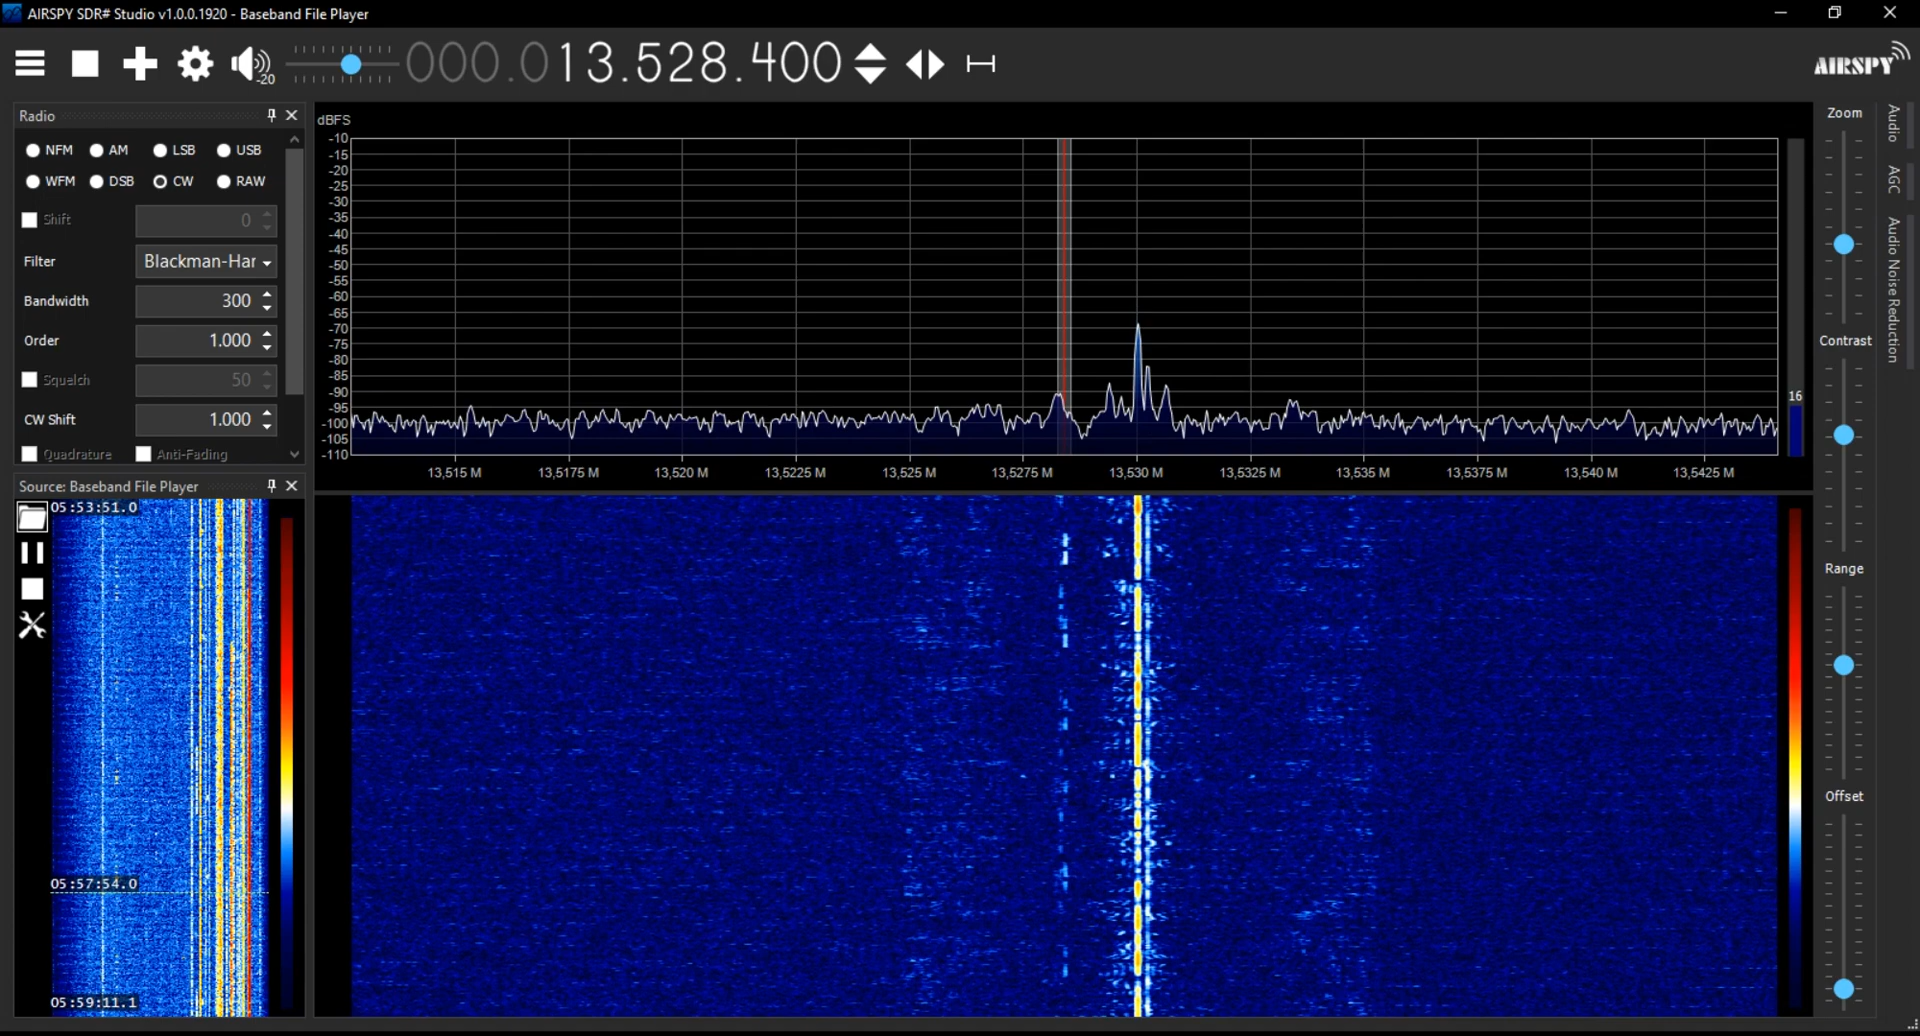 AIRSPY SDR# Studio v1.0.0.1920 - Baseband File Player
-20
000.013.528.400
AIRSPY
Radio
NFM AM LSB USB
WFM DSB CW RAW
Shift 0
Filter Blackman-Har
Bandwidth 300
Order 1.000
Squelch 50
CW Shift 1.000
Quadrature Anti-Fading
Source: Baseband File Player
05:53:51.0
05:57:54.0
05:59:11.1
dBFS
-10
-15
-20
-25
-30
-35
-40
-45
-50
-55
-60
-65
-70
-75
-80
-85
-90
-95
-100
-105
-110
13,515 M 13,5175 M 13,520 M 13,5225 M 13,525 M 13,5275 M 13,530 M 13,5325 M 13,535 M 13,5375 M 13,540 M 13,5425 M
16
Zoom
Contrast
Range
Offset
Audio
AGC
Audio Noise Reduction